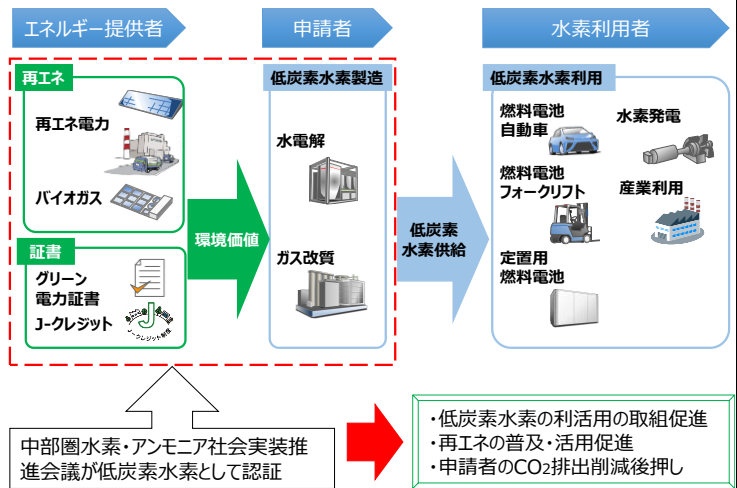 エネルギー提供者
申請者
水素利用者
再エネ
再エネ電力
バイオガス
証書
グリーン
電力証書
J-クレジット
環境価値
低炭素水素製造
水電解
ガス改質
低炭素
水素供給
低炭素水素利用
燃料電池
自動車
燃料電池
フォークリフト
定置用
燃料電池
水素発電
産業利用
中部圏水素・アンモニア社会実装推
進会議が低炭素水素として認証
・低炭素水素の利活用の取組促進
・再エネの普及・活用促進
・申請者のCO₂排出削減後押し